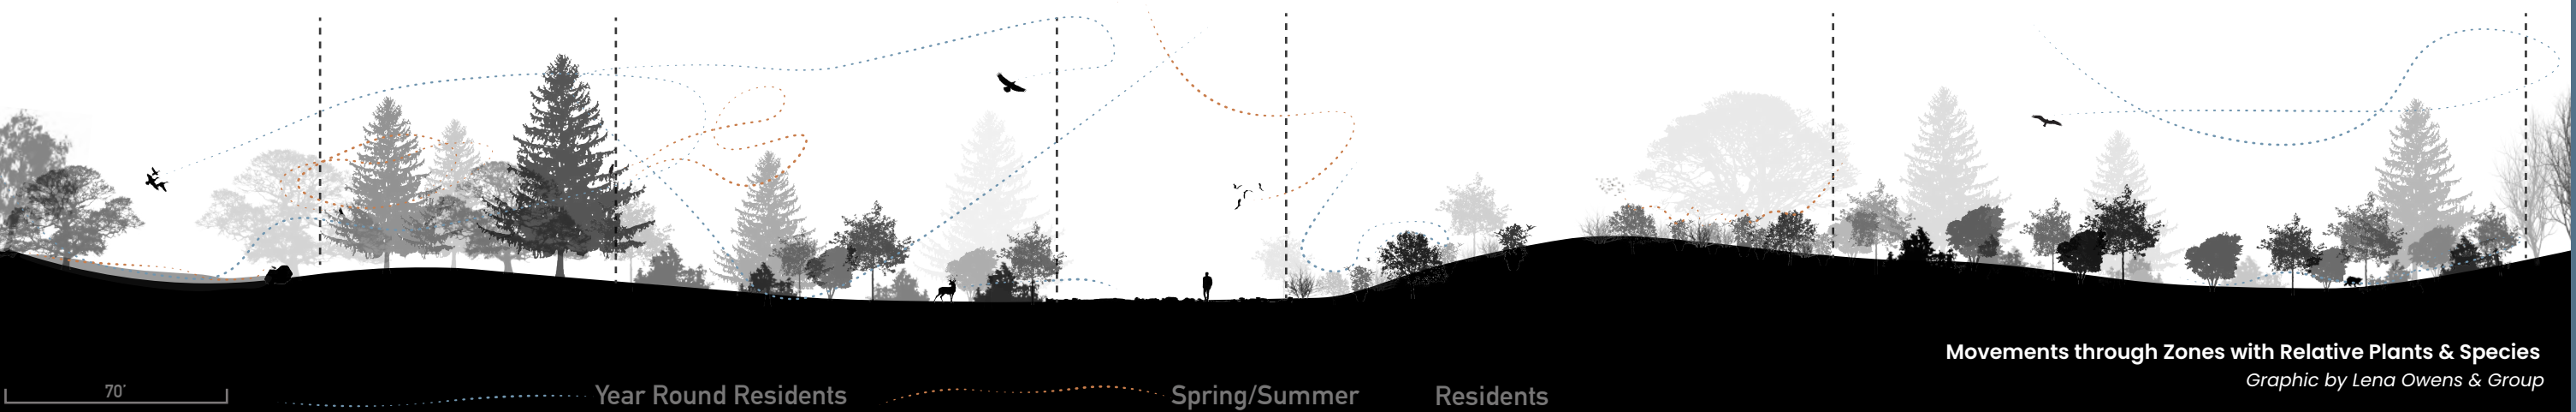 Movements through Zones with Relative Plants & Species
Graphic by Lena Owens & Group
70'
Year Round Residents
Spring/Summer Residents